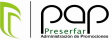 pap
Preserfar
Administración de Promociones